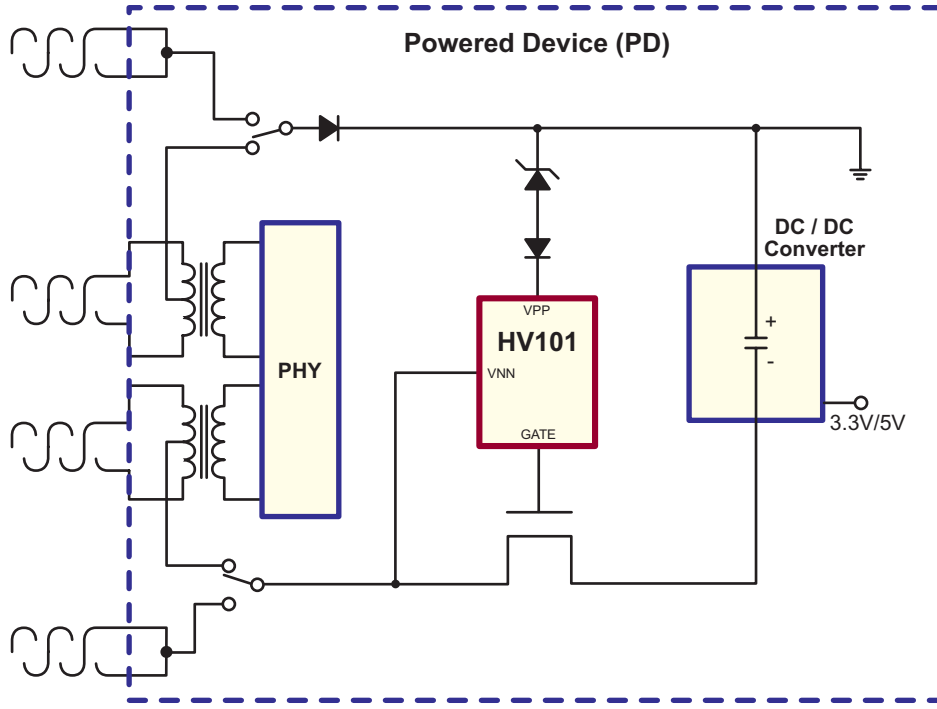 Powered Device (PD)
DC / DC
Converter
VPP
HV101
VNN
GATE
PHY
+
-
3.3V/5V